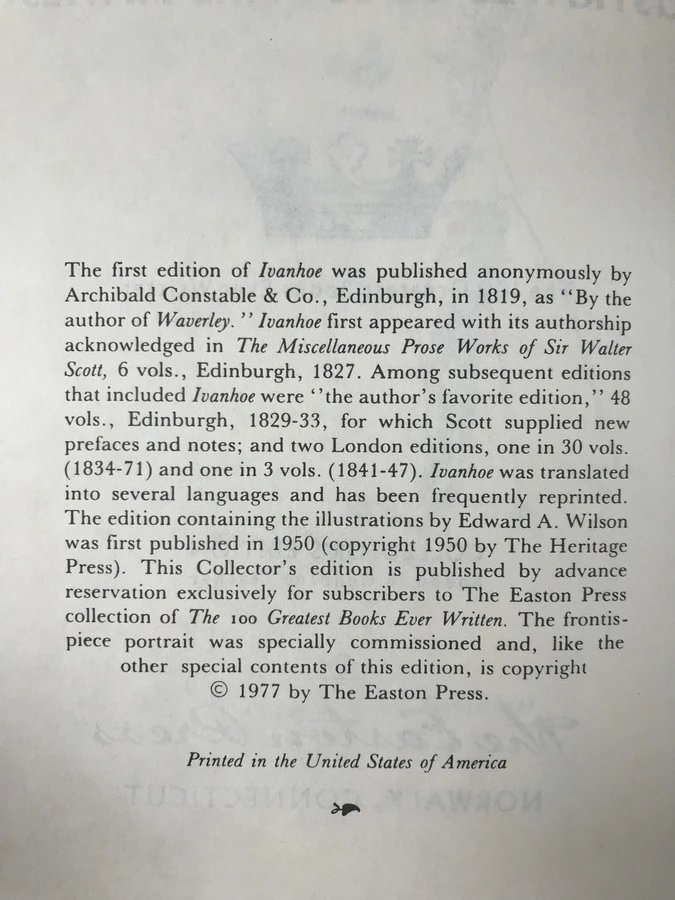 The first edition of Ivanhoe was published anonymously by
Archibald Constable & Co., Edinburgh, in 1819, as "By the
author of Waverley." Ivanhoe first appeared with its authorship
acknowledged in The Miscellaneous Prose Works of Sir Walter
Scott, 6 vols., Edinburgh, 1827. Among subsequent editions
that included Ivanhoe were "the author's favorite edition," 48
vols., Edinburgh, 1829-33, for which Scott supplied new
prefaces and notes; and two London editions, one in 30 vols.
(1834-71) and one in 3 vols. (1841-47). Ivanhoe was translated
into several languages and has been frequently reprinted.
The edition containing the illustrations by Edward A. Wilson
was first published in 1950 (copyright 1950 by The Heritage
Press). This Collector's edition is published by advance
reservation exclusively for subscribers to The Easton Press
collection of The 100 Greatest Books Ever Written. The frontis-
piece portrait was specially commissioned and, like the
other special contents of this edition, is copyright
© 1977 by The Easton Press.
Printed in the United States of America
The Easton Press
NORWALK, CONNECTICUT